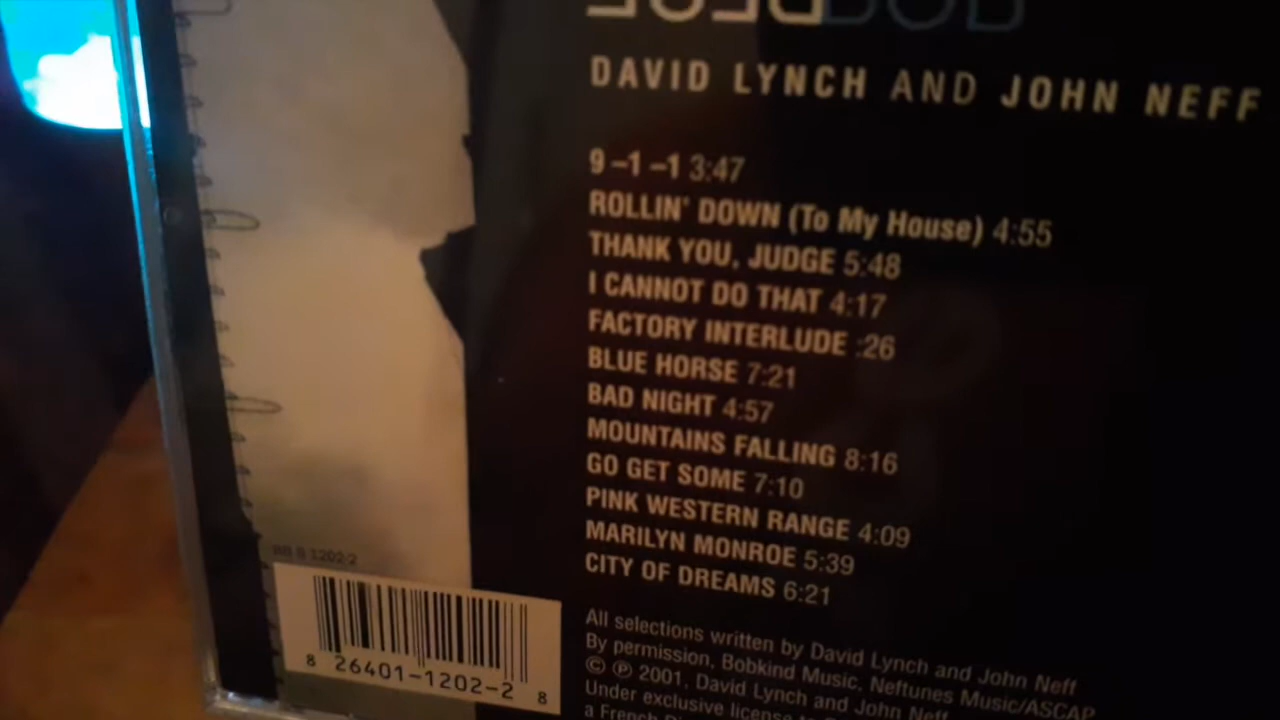 DAVID LYNCH AND JOHN NEFF
9-1-1 3:47
ROLLIN' DOWN (To My House) 4:55
THANK YOU, JUDGE 5:48
I CANNOT DO THAT 4:17
FACTORY INTERLUDE :26
BLUE HORSE 7:21
BAD NIGHT 4:57
MOUNTAINS FALLING 8:16
GO GET SOME 7:10
PINK WESTERN RANGE 4:09
MARILYN MONROE 5:39
CITY OF DREAMS 6:21
All selections written by David Lynch and John Neff
By permission, Bobkind Music, Neftunes Music/ASCAP
© ℗ 2001, David Lynch and John Neff
Under exclusive license to
a French
1202-2
8 26401-1202-2 8